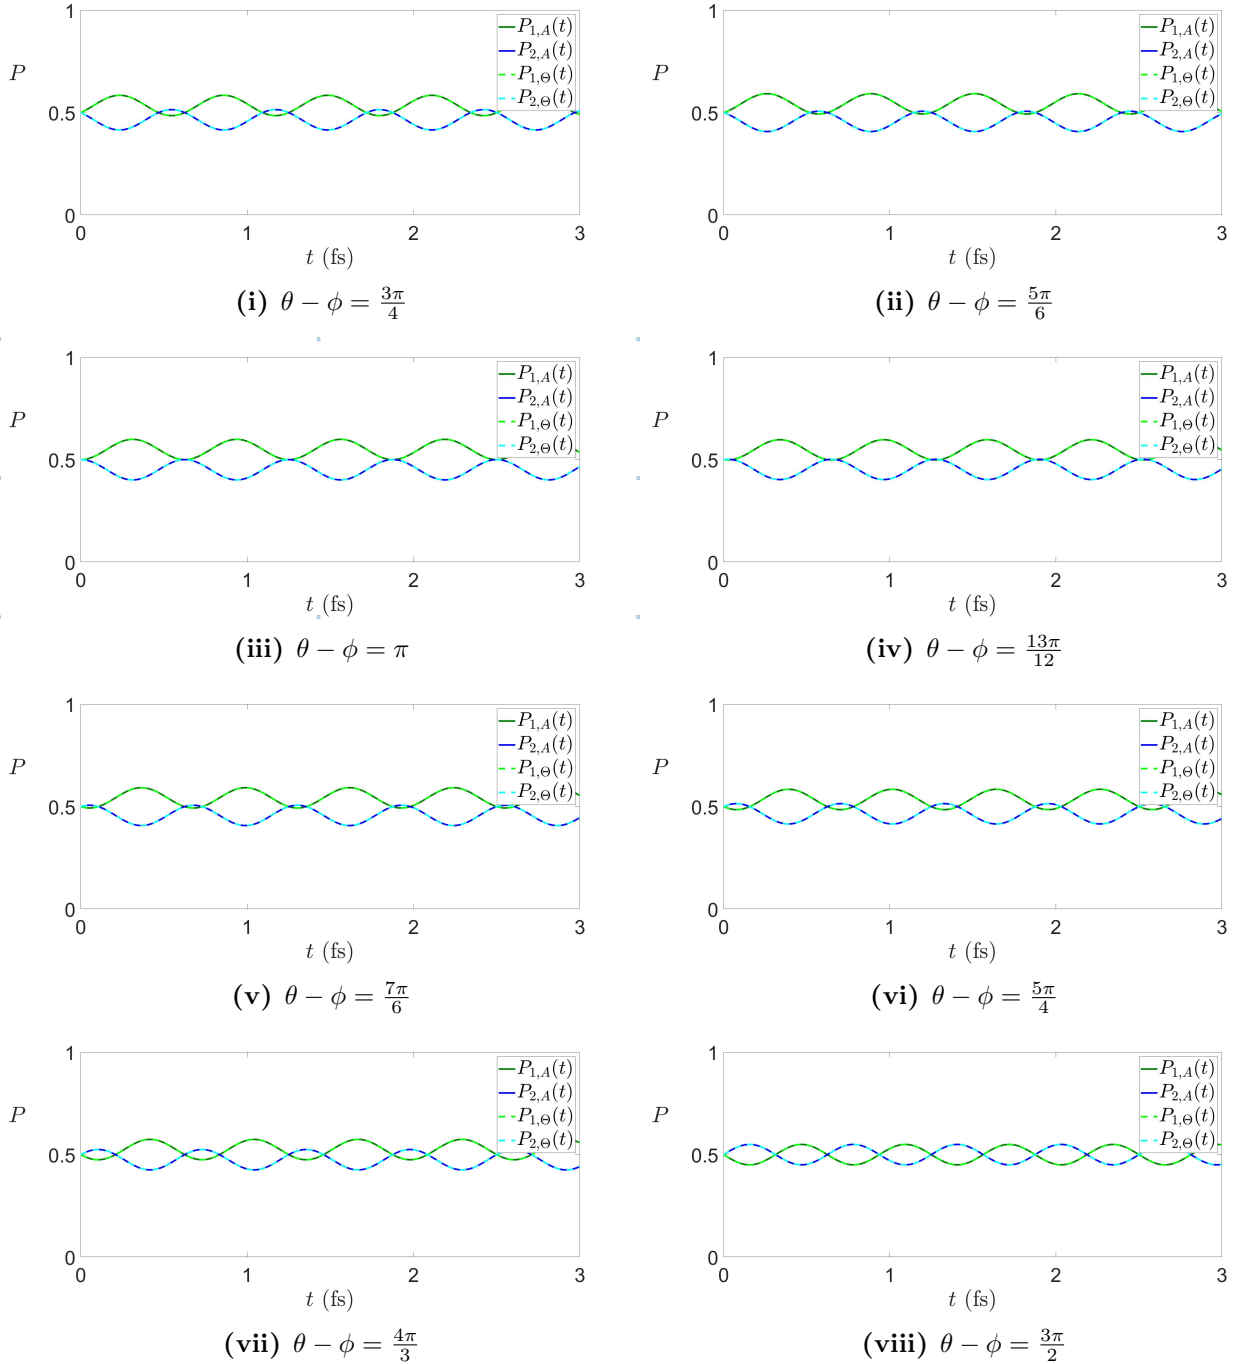 1
P
0.5
0
0 1 2 3
t (fs)
P₁,A(t)
P₂,A(t)
P₁,Θ(t)
P₂,Θ(t)
(i) θ − ϕ = 3π/4
1
P
0.5
0
0 1 2 3
t (fs)
P₁,A(t)
P₂,A(t)
P₁,Θ(t)
P₂,Θ(t)
(ii) θ − ϕ = 5π/6
1
P
0.5
0
0 1 2 3
t (fs)
P₁,A(t)
P₂,A(t)
P₁,Θ(t)
P₂,Θ(t)
(iii) θ − ϕ = π
1
P
0.5
0
0 1 2 3
t (fs)
P₁,A(t)
P₂,A(t)
P₁,Θ(t)
P₂,Θ(t)
(iv) θ − ϕ = 13π/12
1
P
0.5
0
0 1 2 3
t (fs)
P₁,A(t)
P₂,A(t)
P₁,Θ(t)
P₂,Θ(t)
(v) θ − ϕ = 7π/6
1
P
0.5
0
0 1 2 3
t (fs)
P₁,A(t)
P₂,A(t)
P₁,Θ(t)
P₂,Θ(t)
(vi) θ − ϕ = 5π/4
1
P
0.5
0
0 1 2 3
t (fs)
P₁,A(t)
P₂,A(t)
P₁,Θ(t)
P₂,Θ(t)
(vii) θ − ϕ = 4π/3
1
P
0.5
0
0 1 2 3
t (fs)
P₁,A(t)
P₂,A(t)
P₁,Θ(t)
P₂,Θ(t)
(viii) θ − ϕ = 3π/2